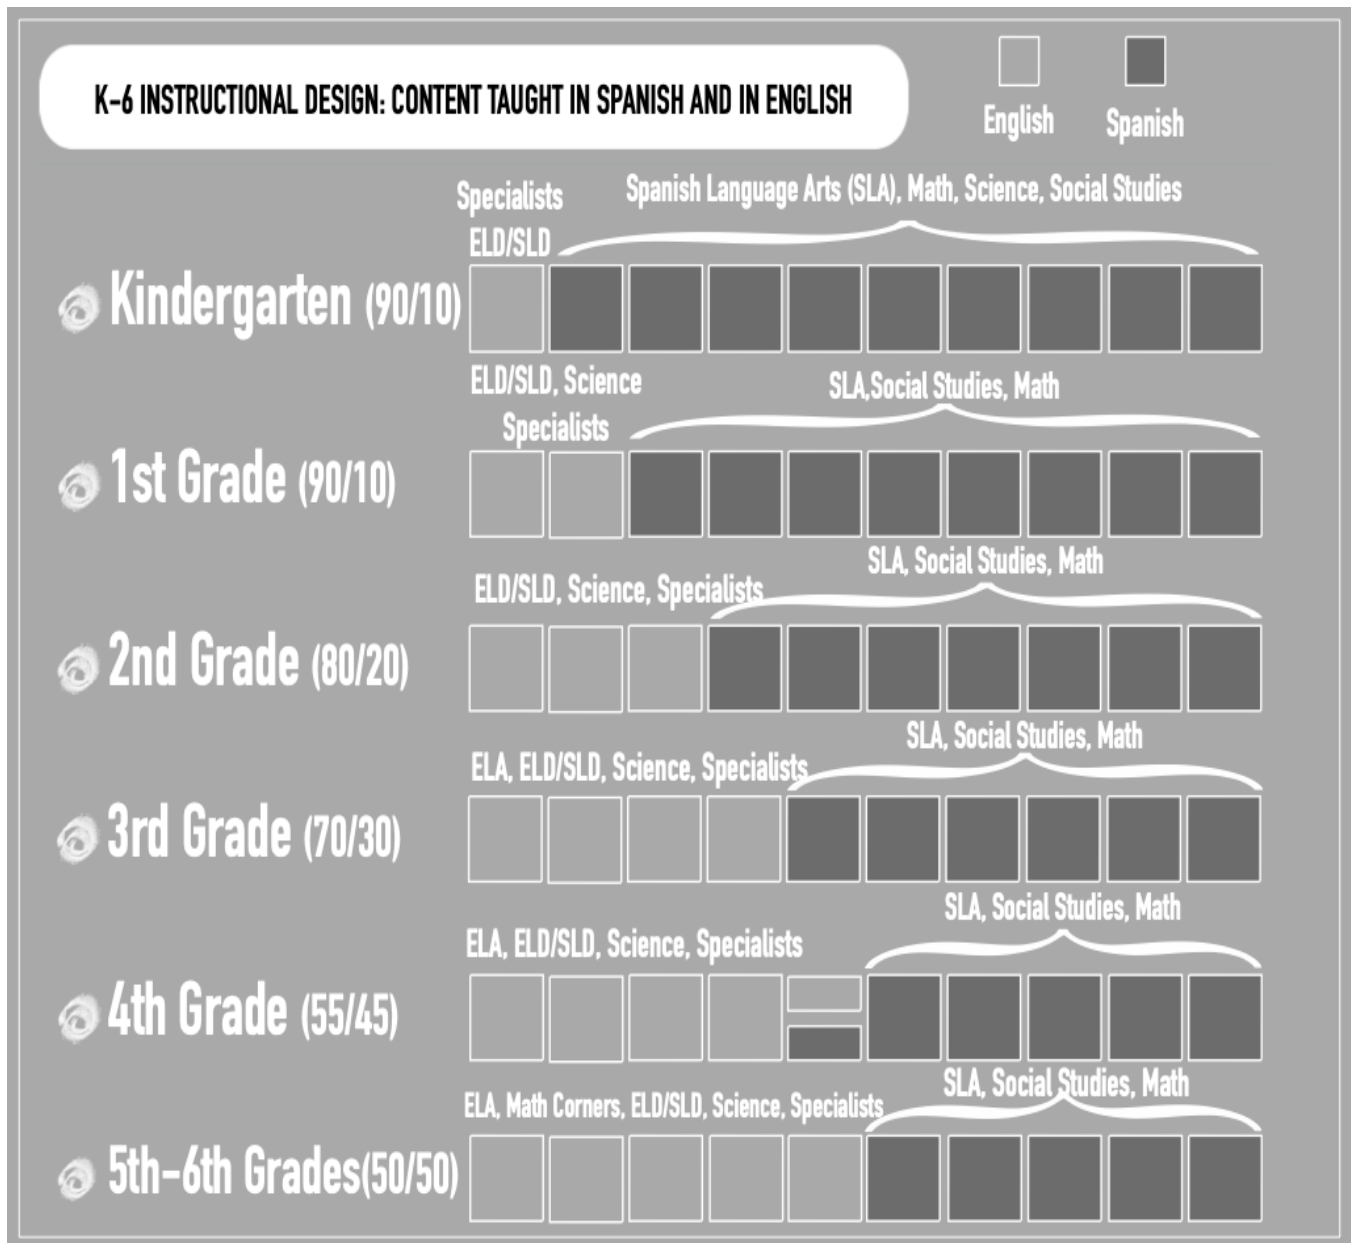 K-6 INSTRUCTIONAL DESIGN: CONTENT TAUGHT IN SPANISH AND IN ENGLISH
English
Spanish
Specialists
ELD/SLD
Spanish Language Arts (SLA), Math, Science, Social Studies
Kindergarten (90/10)
ELD/SLD, Science
Specialists
SLA,Social Studies, Math
1st Grade (90/10)
ELD/SLD, Science, Specialists
SLA, Social Studies, Math
2nd Grade (80/20)
ELA, ELD/SLD, Science, Specialists
SLA, Social Studies, Math
3rd Grade (70/30)
ELA, ELD/SLD, Science, Specialists
SLA, Social Studies, Math
4th Grade (55/45)
ELA, Math Corners, ELD/SLD, Science, Specialists
SLA, Social Studies, Math
5th-6th Grades(50/50)